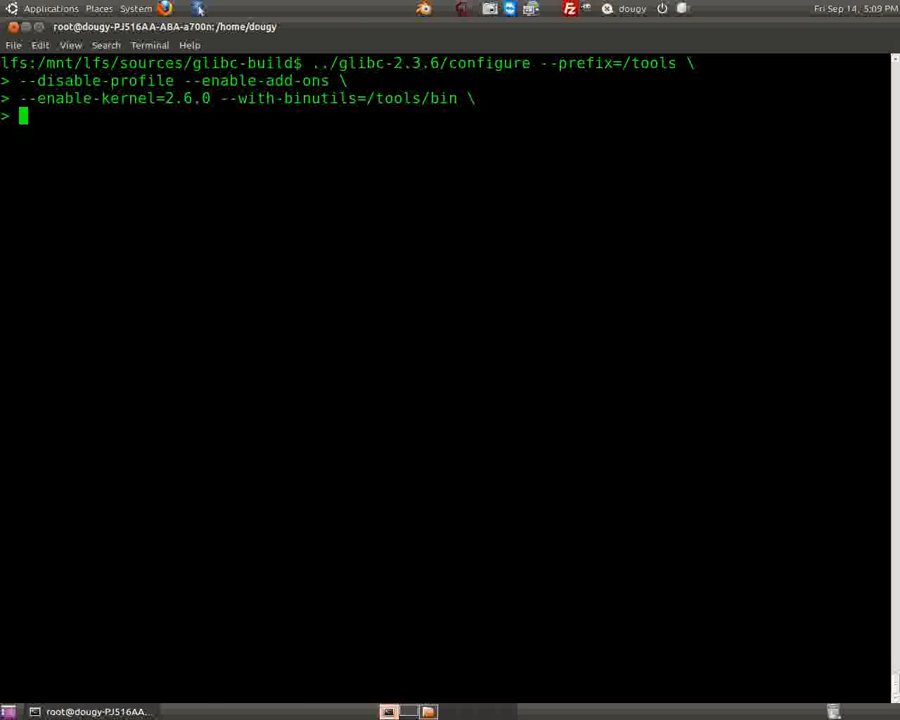 Applications Places System
dougy
Fri Sep 14, 5:09 PM
root@dougy-PJ516AA-ABA-a700n: /home/dougy
File Edit View Search Terminal Help
lfs:/mnt/lfs/sources/glibc-build$ ../glibc-2.3.6/configure --prefix=/tools \
> --disable-profile --enable-add-ons \
> --enable-kernel=2.6.0 --with-binutils=/tools/bin \
>
root@dougy-PJ516AA...